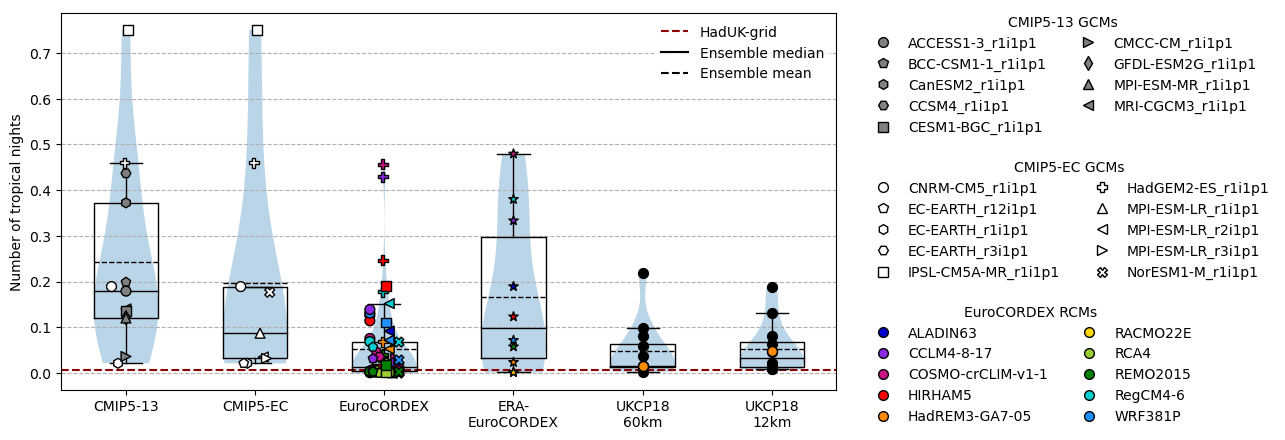 Number of tropical nights
0.7
0.6
0.5
0.4
0.3
0.2
0.1
0.0
HadUK-grid
Ensemble median
Ensemble mean
CMIP5-13
CMIP5-EC
EuroCORDEX
ERA-
EuroCORDEX
UKCP18
60km
UKCP18
12km
CMIP5-13 GCMs
ACCESS1-3_r1i1p1
BCC-CSM1-1_r1i1p1
CanESM2_r1i1p1
CCSM4_r1i1p1
CESM1-BGC_r1i1p1
CMCC-CM_r1i1p1
GFDL-ESM2G_r1i1p1
MPI-ESM-MR_r1i1p1
MRI-CGCM3_r1i1p1
CMIP5-EC GCMs
CNRM-CM5_r1i1p1
EC-EARTH_r12i1p1
EC-EARTH_r1i1p1
EC-EARTH_r3i1p1
IPSL-CM5A-MR_r1i1p1
HadGEM2-ES_r1i1p1
MPI-ESM-LR_r1i1p1
MPI-ESM-LR_r2i1p1
MPI-ESM-LR_r3i1p1
NorESM1-M_r1i1p1
EuroCORDEX RCMs
ALADIN63
CCLM4-8-17
COSMO-crCLIM-v1-1
HIRHAM5
HadREM3-GA7-05
RACMO22E
RCA4
REMO2015
RegCM4-6
WRF381P